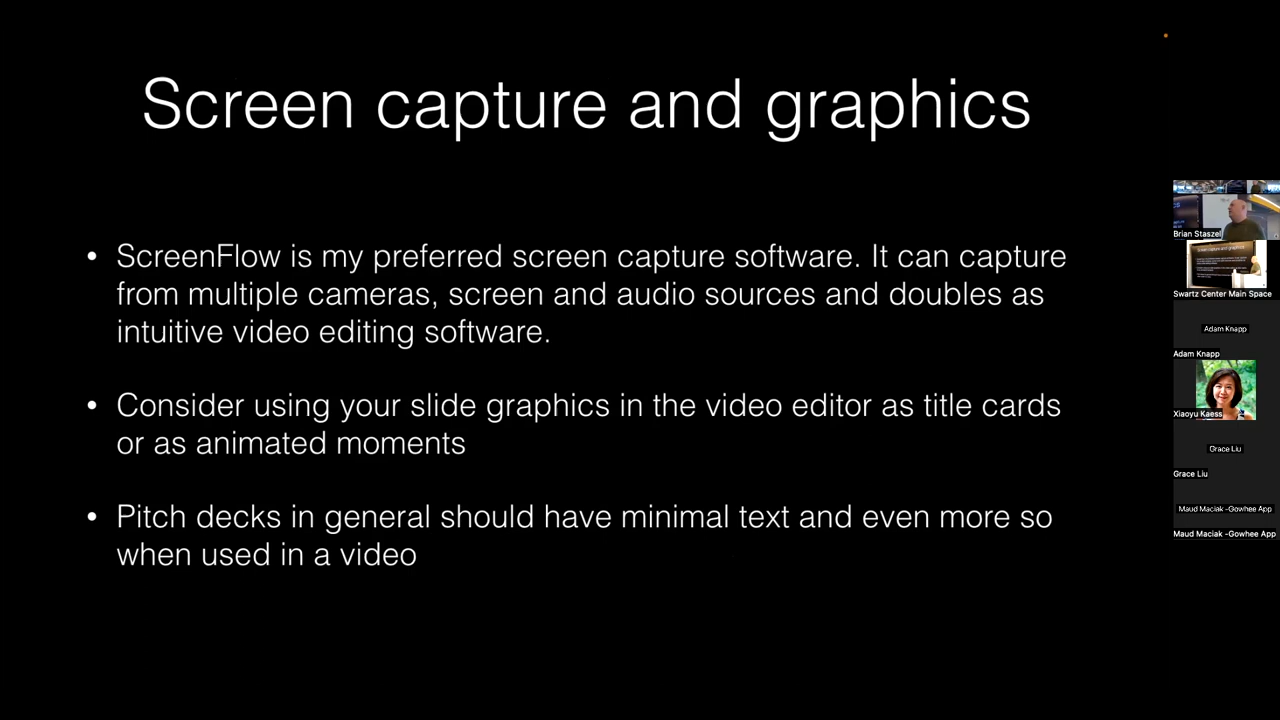 Screen capture and graphics
• ScreenFlow is my preferred screen capture software. It can capture
from multiple cameras, screen and audio sources and doubles as
intuitive video editing software.
• Consider using your slide graphics in the video editor as title cards
or as animated moments
• Pitch decks in general should have minimal text and even more so
when used in a video
Brian Staszel
Screen capture and graphics
Swartz Center Main Space
Adam Knapp
Adam Knapp
Xiaoyu Kaess
Grace Liu
Grace Liu
Maud Maciak -Gowhee App
Maud Maciak -Gowhee App